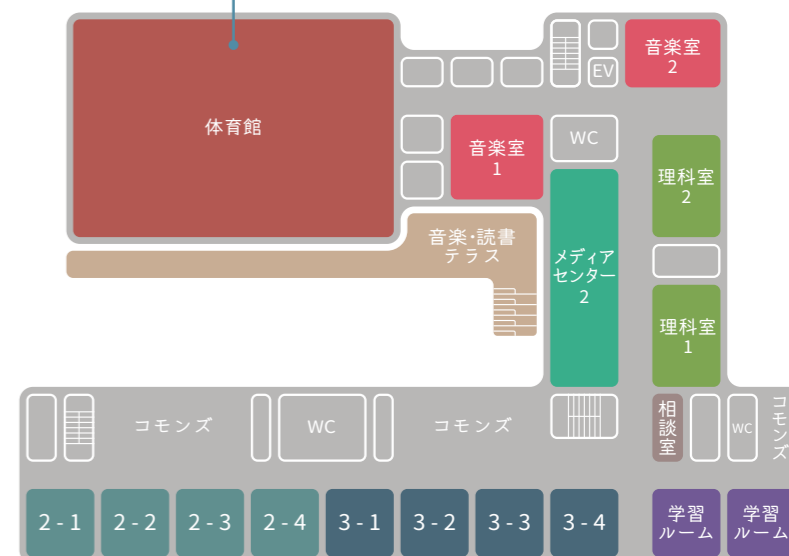 音楽室
2
EV
体育館
音楽室
1
WC
理科室
2
音楽・読書
テラス
メディア
センター
2
理科室
1
コモンズ
WC
コモンズ
相談室
WC
コモンズ
2-1
2-2
2-3
2-4
3-1
3-2
3-3
3-4
学習
ルーム
学習
ルーム